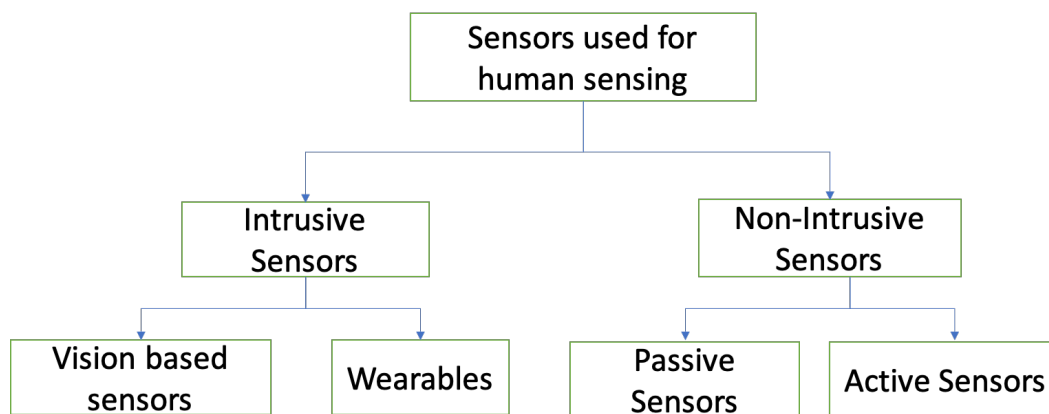 Sensors used for
human sensing
Intrusive
Sensors
Non-Intrusive
Sensors
Vision based
sensors
Wearables
Passive
Sensors
Active Sensors